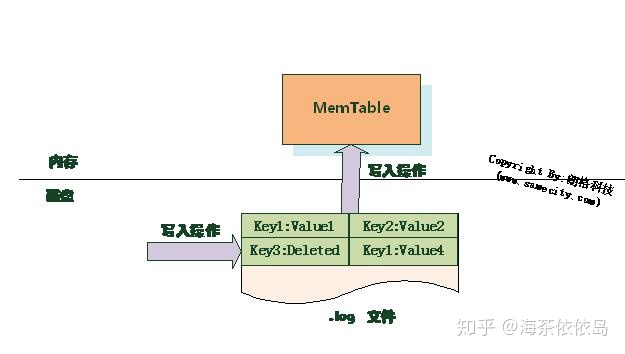 MemTable
内存
写入操作
Copyright By:朗格科技
(www.samecity.com)
磁盘
写入操作
Key1:Value1
Key2:Value2
Key3:Deleted
Key1:Value4
.log 文件
知乎 @海茶依依岛